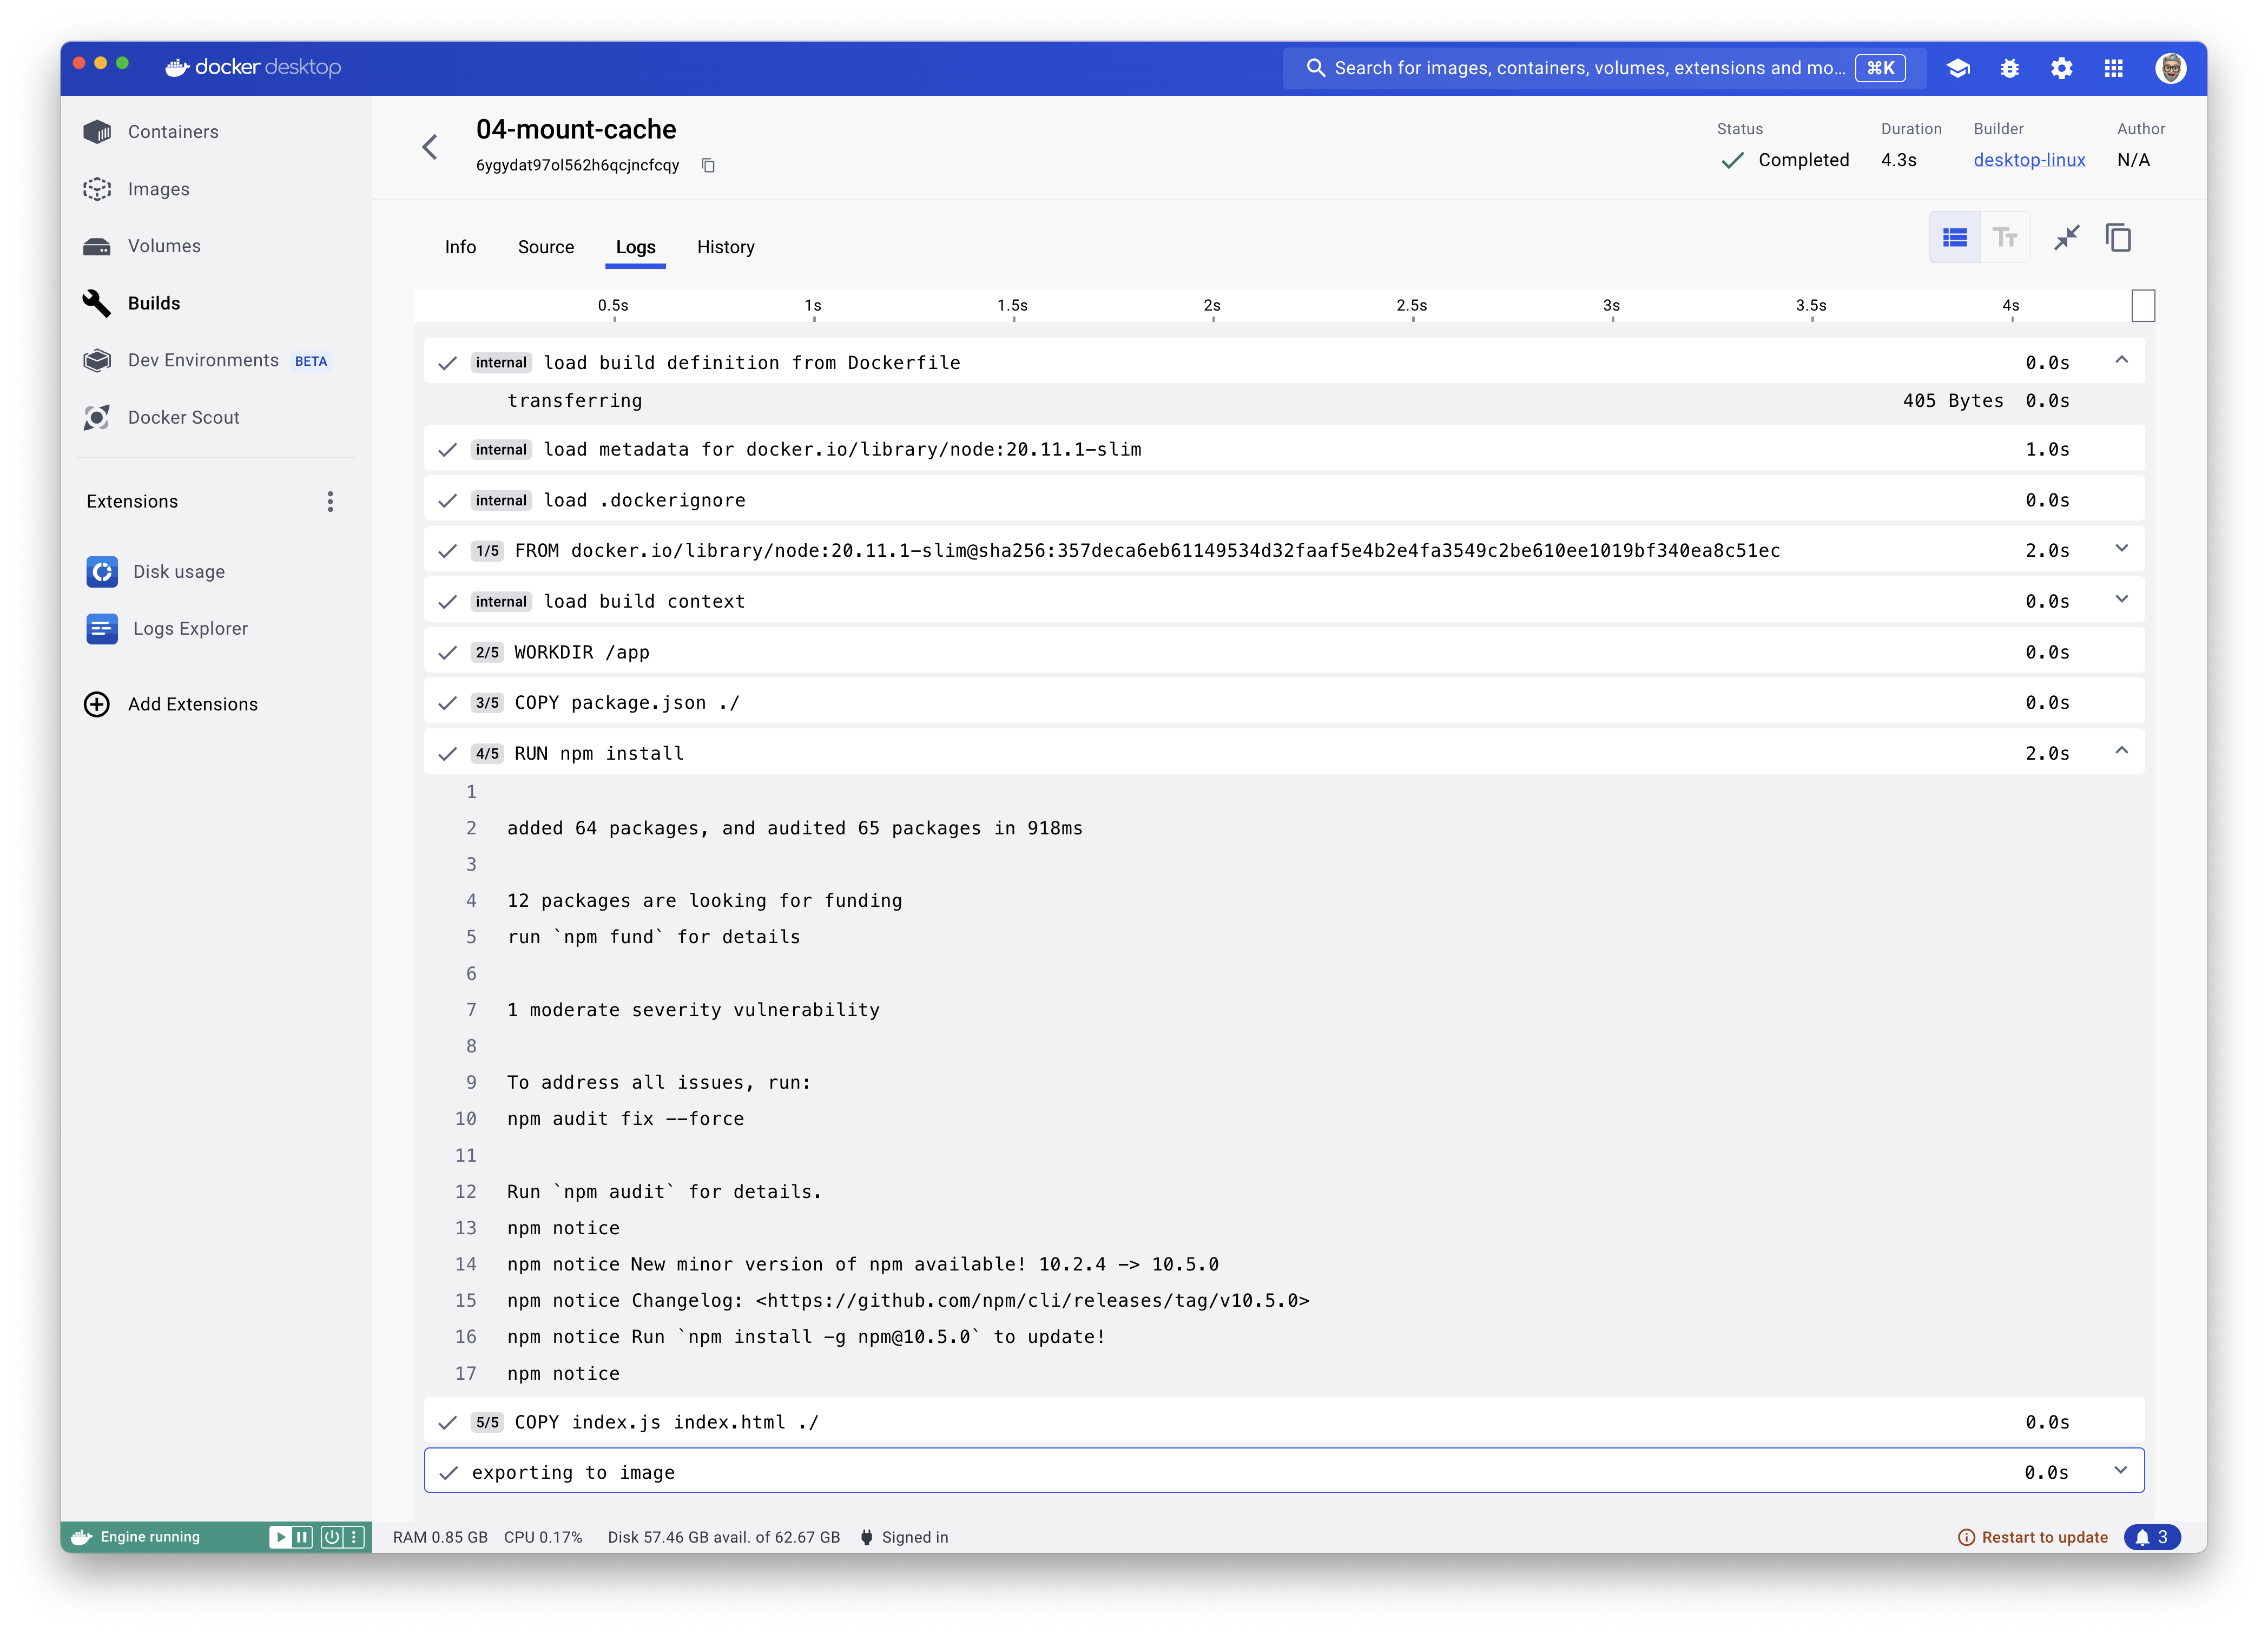 docker desktop
Search for images, containers, volumes, extensions and mo... ⌘K
Containers
Images
Volumes
Builds
Dev Environments BETA
Docker Scout
Extensions
Disk usage
Logs Explorer
Add Extensions
04-mount-cache
6ygydat97ol562h6qcjncfcqy
Status
Completed
Duration
4.3s
Builder
desktop-linux
Author
N/A
Info Source Logs History
Tт
0.5s 1s 1.5s 2s 2.5s 3s 3.5s 4s
internal load build definition from Dockerfile 0.0s
transferring 405 Bytes 0.0s
internal load metadata for docker.io/library/node:20.11.1-slim 1.0s
internal load .dockerignore 0.0s
1/5 FROM docker.io/library/node:20.11.1-slim@sha256:357deca6eb61149534d32faaf5e4b2e4fa3549c2be610ee1019bf340ea8c51ec 2.0s
internal load build context 0.0s
2/5 WORKDIR /app 0.0s
3/5 COPY package.json ./ 0.0s
4/5 RUN npm install 2.0s
1
2 added 64 packages, and audited 65 packages in 918ms
3
4 12 packages are looking for funding
5 run `npm fund` for details
6
7 1 moderate severity vulnerability
8
9 To address all issues, run:
10 npm audit fix --force
11
12 Run `npm audit` for details.
13 npm notice
14 npm notice New minor version of npm available! 10.2.4 -> 10.5.0
15 npm notice Changelog: <https://github.com/npm/cli/releases/tag/v10.5.0>
16 npm notice Run `npm install -g npm@10.5.0` to update!
17 npm notice
5/5 COPY index.js index.html ./ 0.0s
exporting to image 0.0s
Engine running
RAM 0.85 GB CPU 0.17% Disk 57.46 GB avail. of 62.67 GB Signed in
Restart to update 3